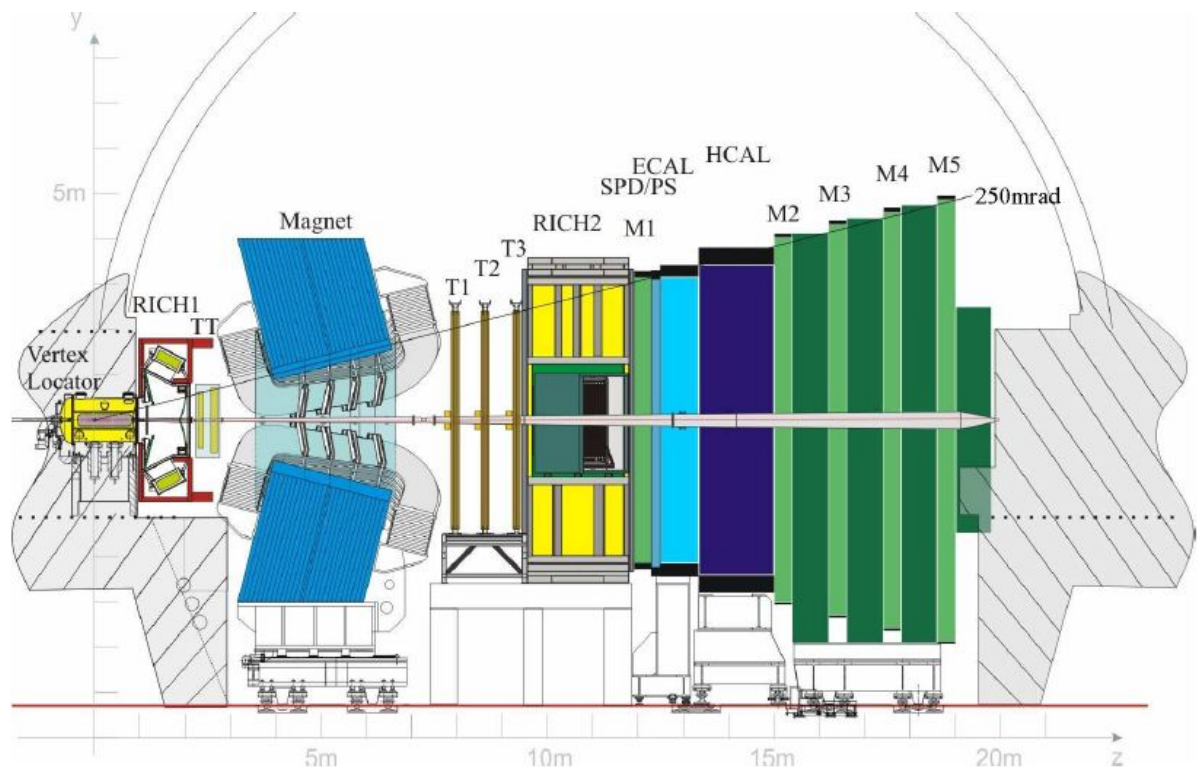 y
5m
HCAL
ECAL
SPD/PS
M5
M4
M3
M2
250mrad
Magnet
RICH2
M1
T3
T2
T1
RICH1
TT
Vertex
Locator
5m
10m
15m
20m
z